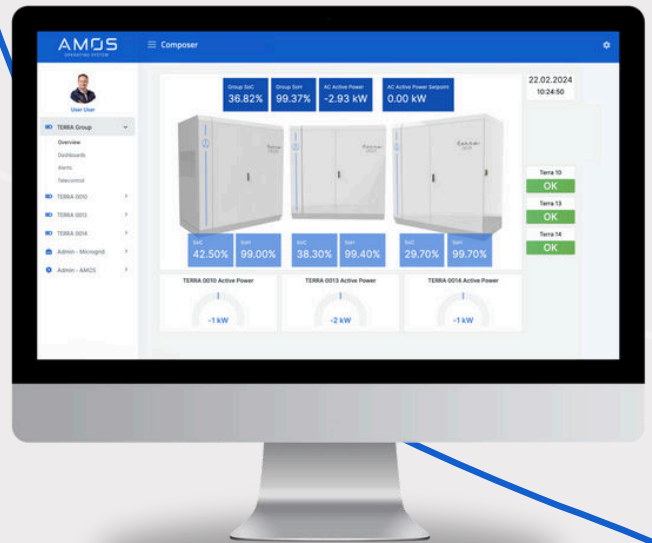 AMOS
OPERATING SYSTEM
Composer
User User
TERRA Group
Overview
Dashboards
Alerts
Telecontrol
TERRA 0010
TERRA 0013
TERRA 0014
Admin - Microgrid
Admin - AMOS
Group SoC
36.82%
Group SoH
99.37%
AC Active Power
-2.93 kW
AC Active Power Setpoint
0.00 kW
SoC
42.50%
SoH
99.00%
SoC
38.30%
SoH
99.40%
SoC
29.70%
SoH
99.70%
TERRA 0010 Active Power
-1 kW
TERRA 0013 Active Power
-2 kW
TERRA 0014 Active Power
-1 kW
22.02.2024
10:24:50
Terra 10
OK
Terra 13
OK
Terra 14
OK